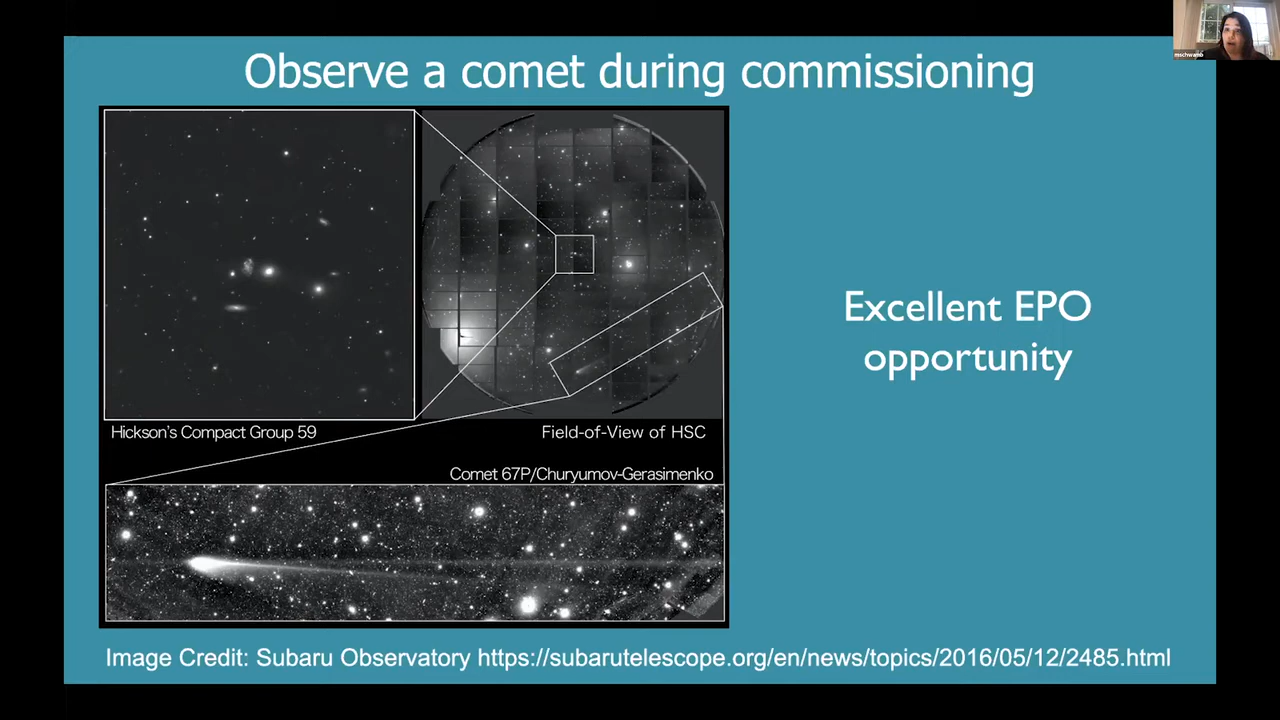 Observe a comet during commissioning
mschwamb
Hickson's Compact Group 59
Field-of-View of HSC
Comet 67P/Churyumov-Gerasimenko
Excellent EPO
opportunity
Image Credit: Subaru Observatory https://subarutelescope.org/en/news/topics/2016/05/12/2485.html